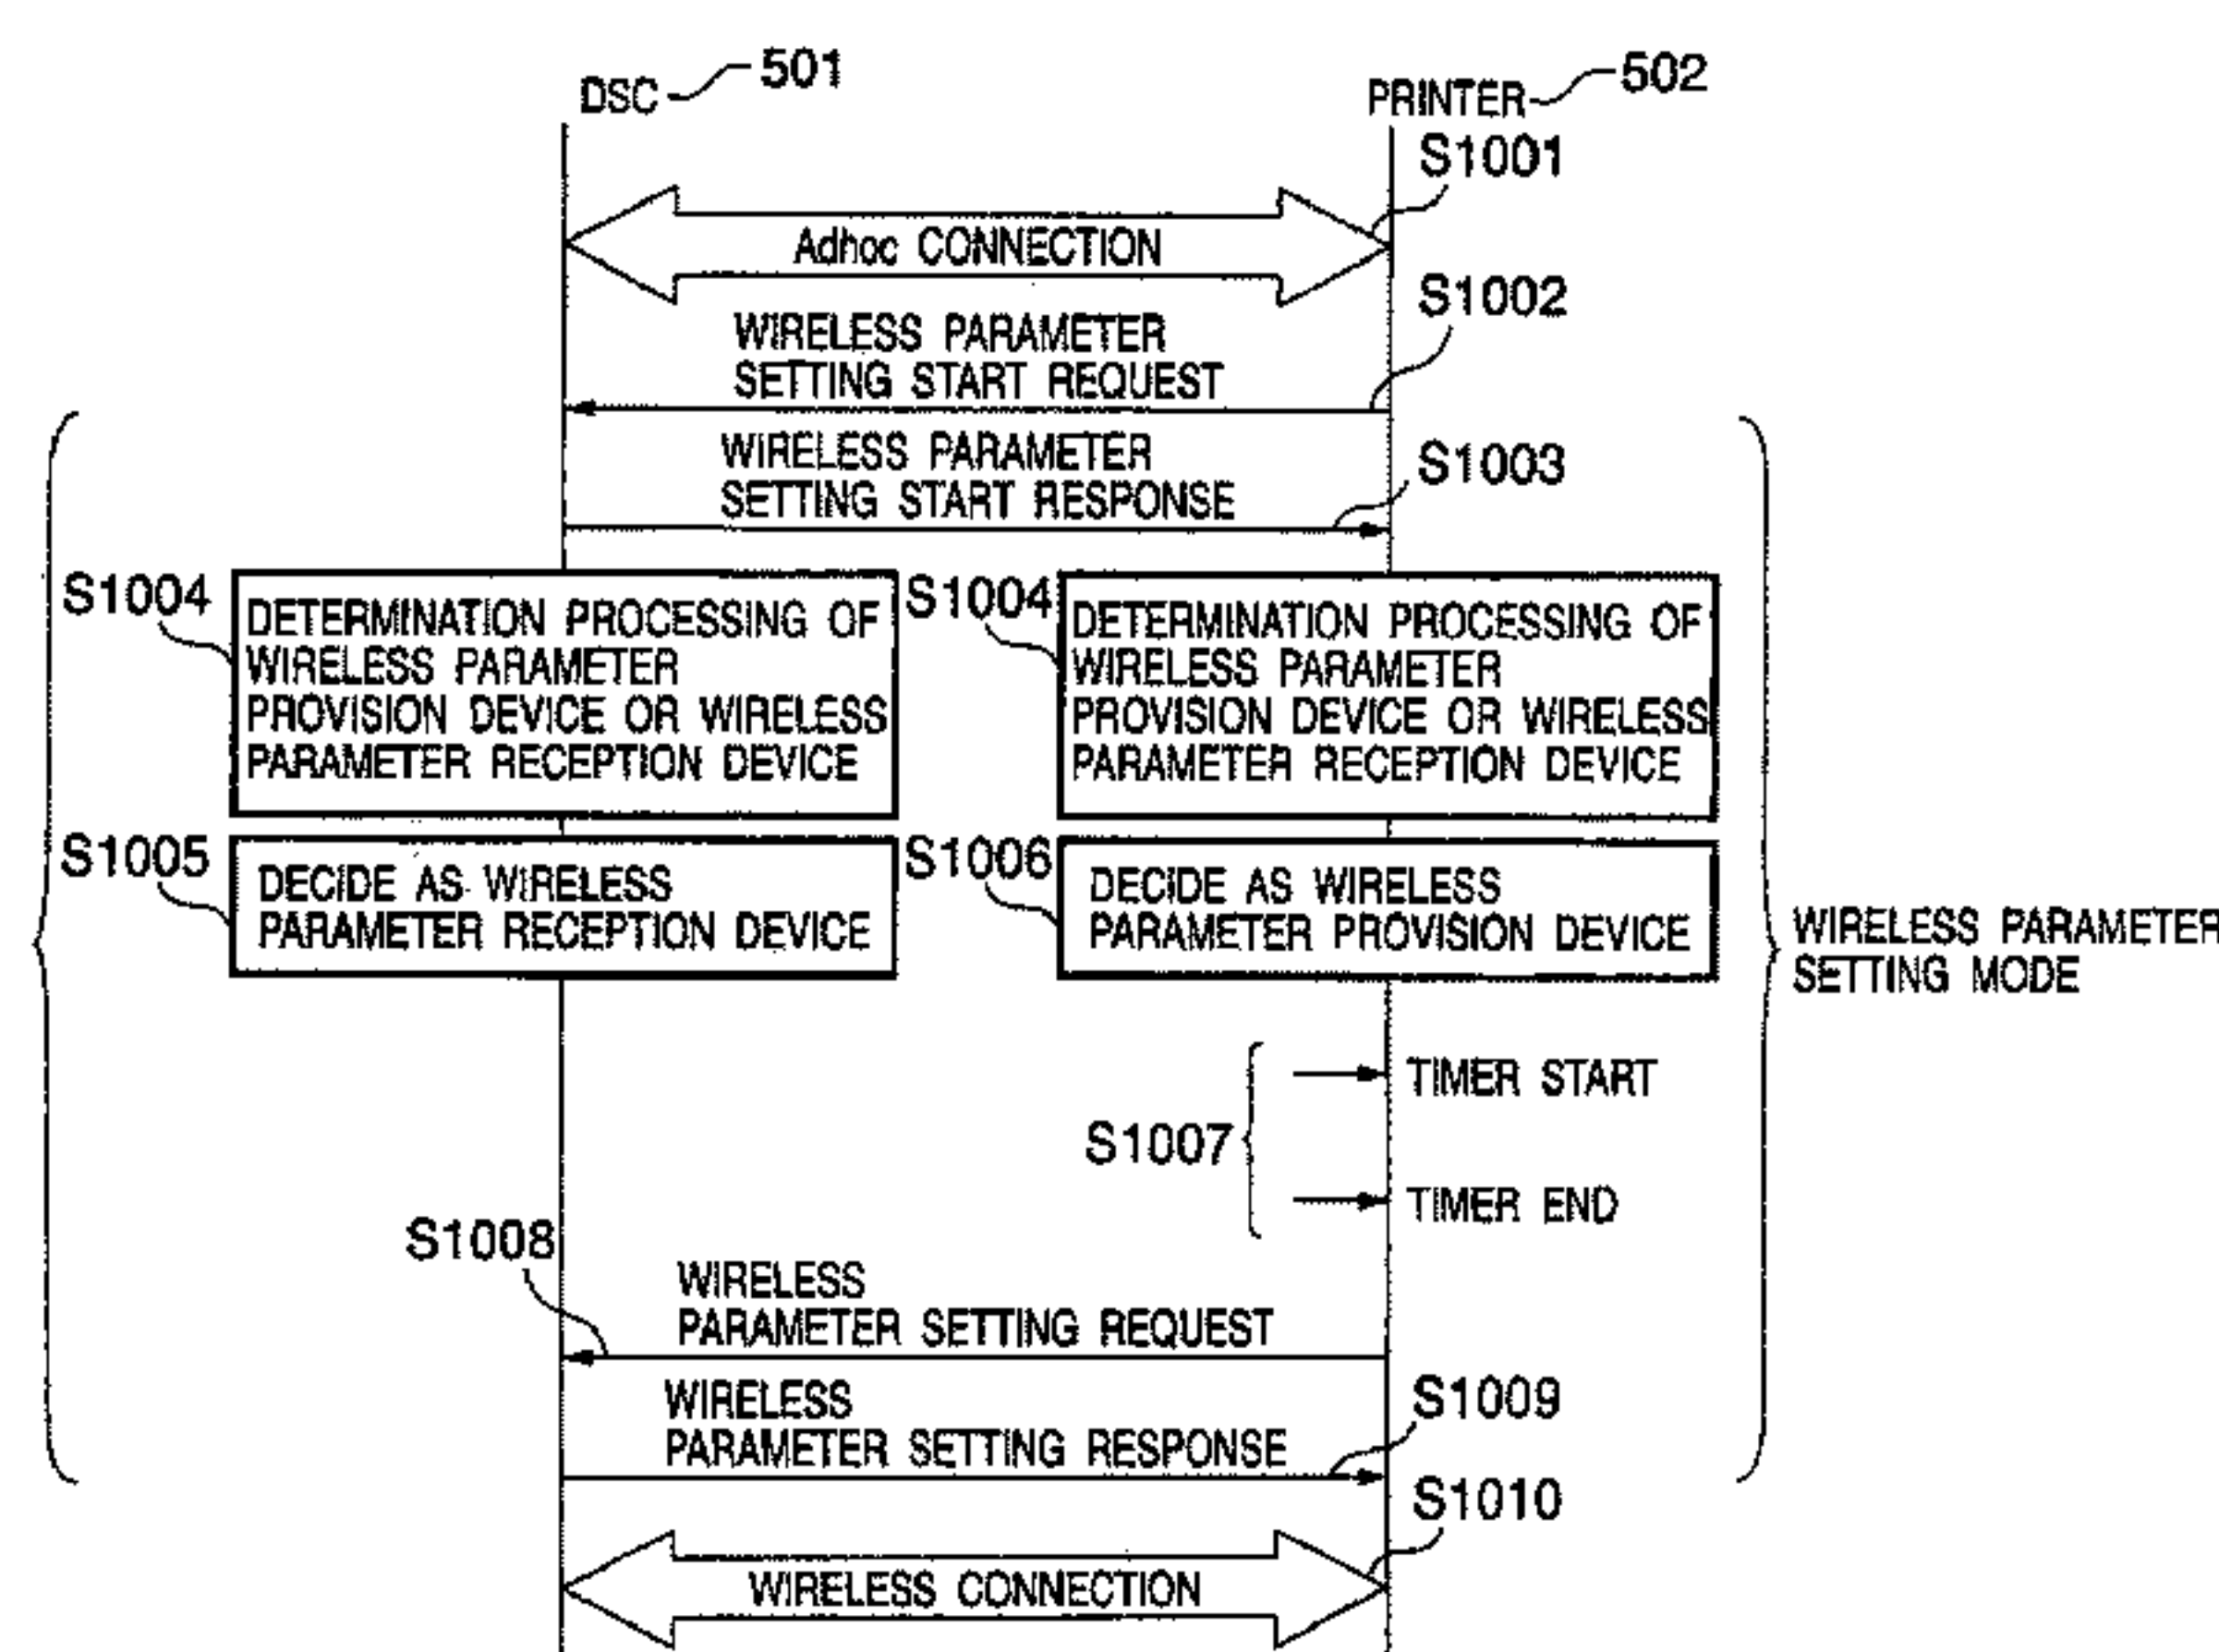 DSC 501
PRINTER 502
S1001
Adhoc CONNECTION
S1002
WIRELESS PARAMETER
SETTING START REQUEST
WIRELESS PARAMETER
SETTING START RESPONSE
S1003
S1004
DETERMINATION PROCESSING OF
WIRELESS PARAMETER
PROVISION DEVICE OR WIRELESS
PARAMETER RECEPTION DEVICE
S1004
DETERMINATION PROCESSING OF
WIRELESS PARAMETER
PROVISION DEVICE OR WIRELESS
PARAMETER RECEPTION DEVICE
S1005
DECIDE AS WIRELESS
PARAMETER RECEPTION DEVICE
S1006
DECIDE AS WIRELESS
PARAMETER PROVISION DEVICE
WIRELESS PARAMETER
SETTING MODE
TIMER START
S1007
TIMER END
S1008
WIRELESS
PARAMETER SETTING REQUEST
WIRELESS
PARAMETER SETTING RESPONSE
S1009
S1010
WIRELESS CONNECTION